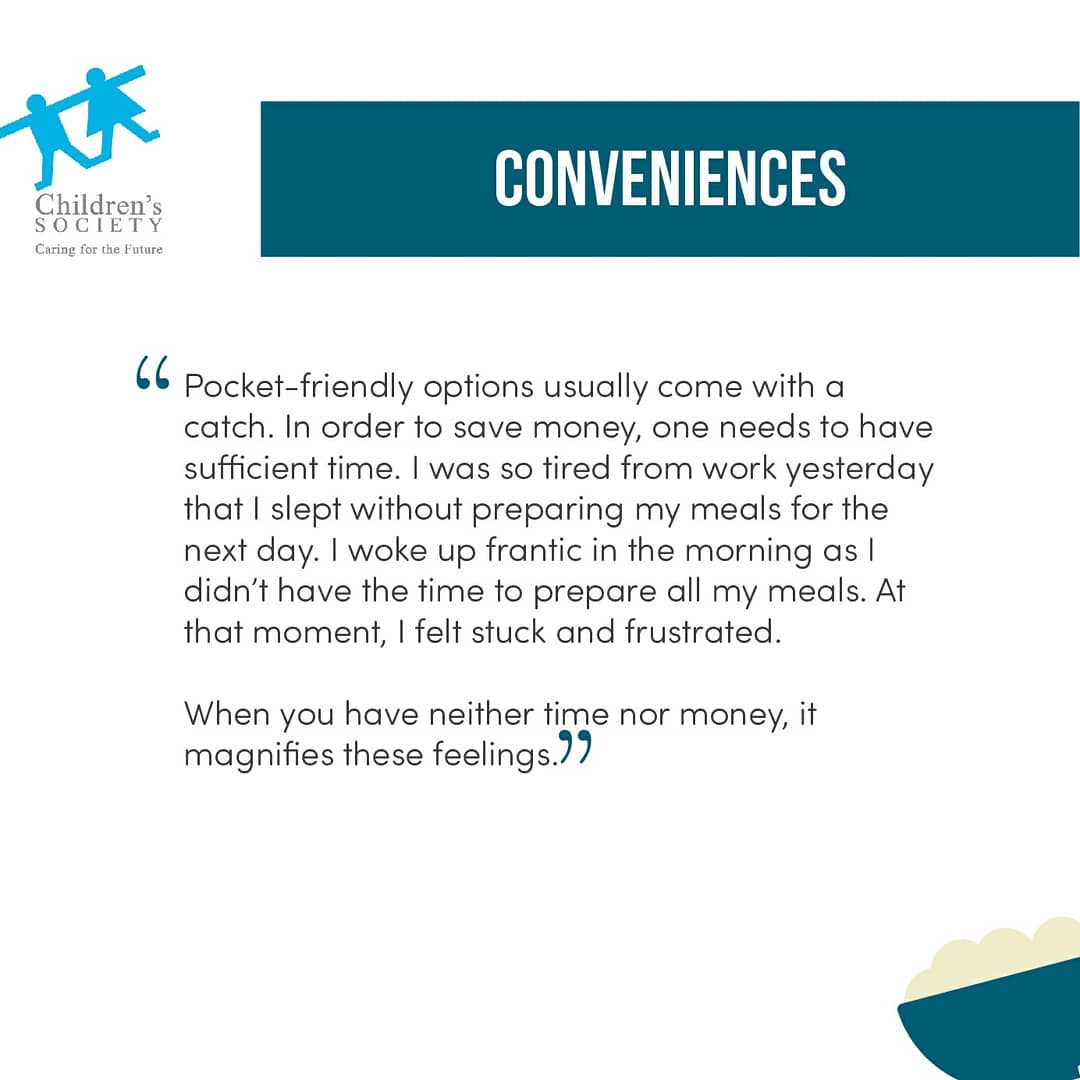 Children's
SOCIETY
Caring for the Future
CONVENIENCES
“Pocket-friendly options usually come with a
catch. In order to save money, one needs to have
sufficient time. I was so tired from work yesterday
that I slept without preparing my meals for the
next day. I woke up frantic in the morning as I
didn’t have the time to prepare all my meals. At
that moment, I felt stuck and frustrated.
When you have neither time nor money, it
magnifies these feelings.”